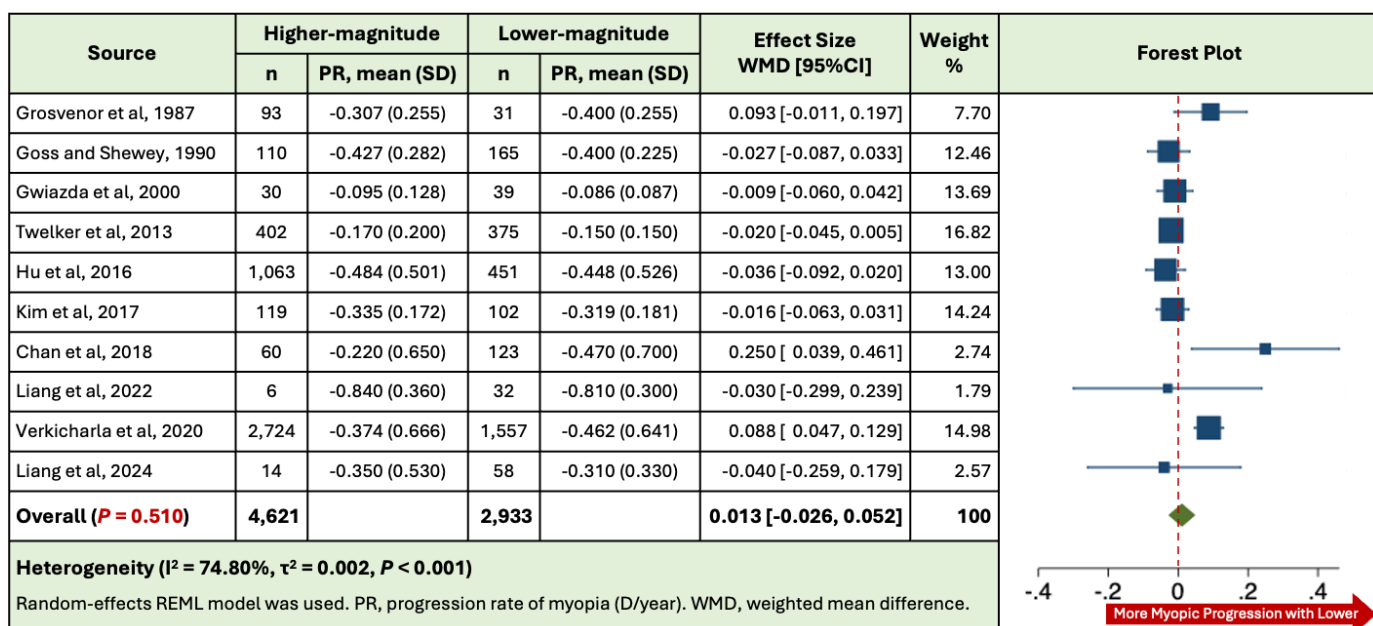 Source Higher-magnitude Lower-magnitude Effect Size WMD [95%CI] Weight % Forest Plot
n PR, mean (SD) n PR, mean (SD)
Grosvenor et al, 1987 93 -0.307 (0.255) 31 -0.400 (0.255) 0.093 [-0.011, 0.197] 7.70
Goss and Shewey, 1990 110 -0.427 (0.282) 165 -0.400 (0.225) -0.027 [-0.087, 0.033] 12.46
Gwiazda et al, 2000 30 -0.095 (0.128) 39 -0.086 (0.087) -0.009 [-0.060, 0.042] 13.69
Twelker et al, 2013 402 -0.170 (0.200) 375 -0.150 (0.150) -0.020 [-0.045, 0.005] 16.82
Hu et al, 2016 1,063 -0.484 (0.501) 451 -0.448 (0.526) -0.036 [-0.092, 0.020] 13.00
Kim et al, 2017 119 -0.335 (0.172) 102 -0.319 (0.181) -0.016 [-0.063, 0.031] 14.24
Chan et al, 2018 60 -0.220 (0.650) 123 -0.470 (0.700) 0.250 [ 0.039, 0.461] 2.74
Liang et al, 2022 6 -0.840 (0.360) 32 -0.810 (0.300) -0.030 [-0.299, 0.239] 1.79
Verkicharla et al, 2020 2,724 -0.374 (0.666) 1,557 -0.462 (0.641) 0.088 [ 0.047, 0.129] 14.98
Liang et al, 2024 14 -0.350 (0.530) 58 -0.310 (0.330) -0.040 [-0.259, 0.179] 2.57
Overall (P = 0.510) 4,621 2,933 0.013 [-0.026, 0.052] 100
Heterogeneity (I² = 74.80%, τ² = 0.002, P < 0.001)
Random-effects REML model was used. PR, progression rate of myopia (D/year). WMD, weighted mean difference.
-.4 -.2 0 .2 .4
More Myopic Progression with Lower